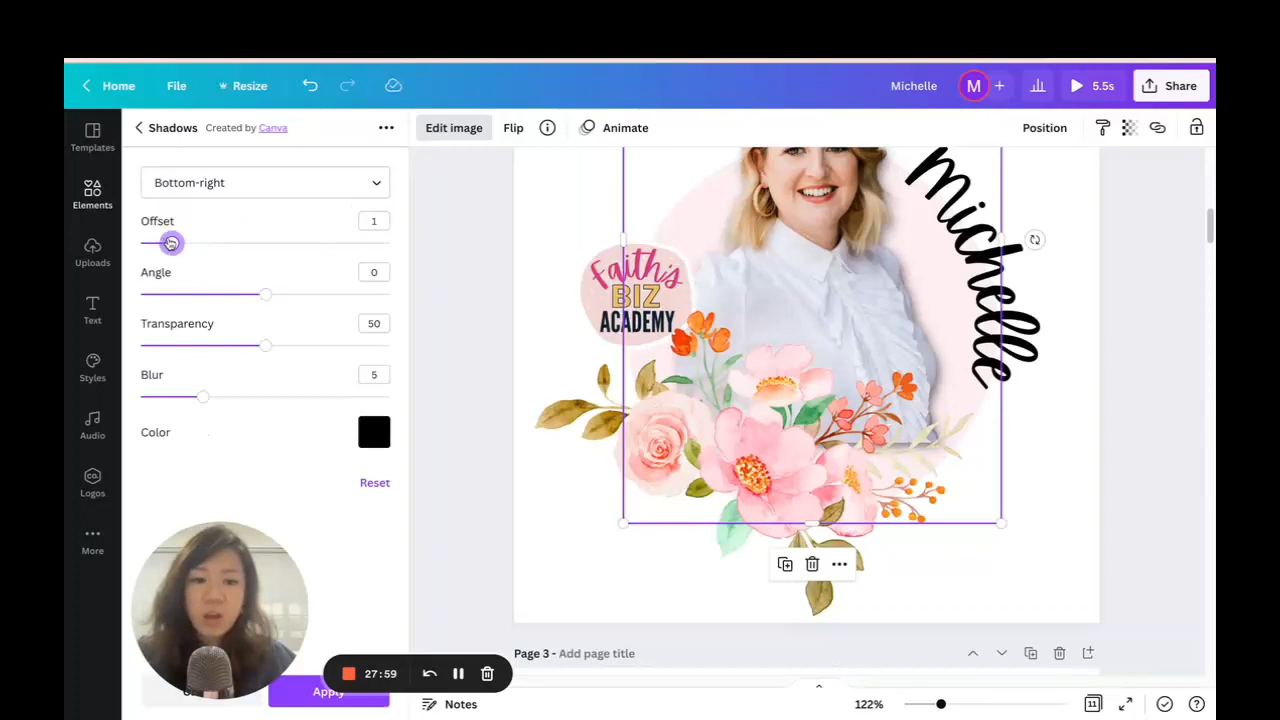 Home File Resize Michelle M + 5.5s Share
Shadows Created by Canva Edit image Flip Animate Position
Templates
Elements
Uploads
Text
Styles
Audio
Logos
More
Bottom-right
Offset 1
Angle 0
Transparency 50
Blur 5
Color
Reset
Apply
Michelle
Faith's
BIZ
ACADEMY
co.
27:59
Page 3 - Add page title
Notes 122% 11